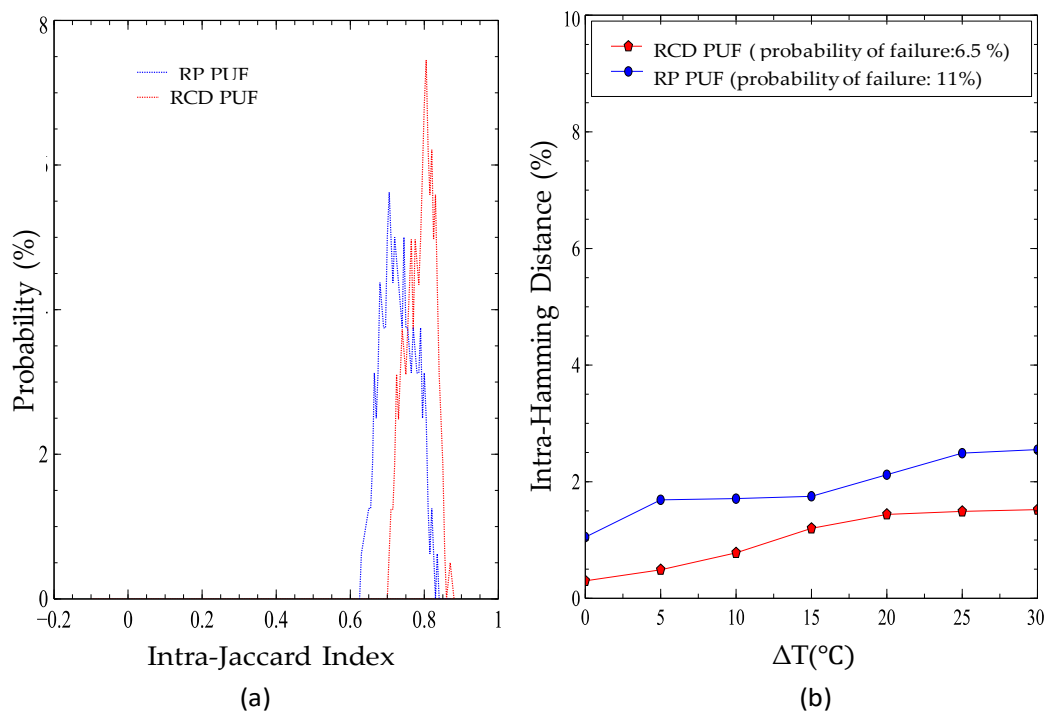 8
RP PUF
RCD PUF
Probability (%)
2
0
−0.2 0 0.2 0.4 0.6 0.8 1
Intra-Jaccard Index
(a)
10
RCD PUF ( probability of failure:6.5 %)
RP PUF (probability of failure: 11%)
8
6
4
2
0
Intra-Hamming Distance (%)
0 5 10 15 20 25 30
ΔT(°C)
(b)